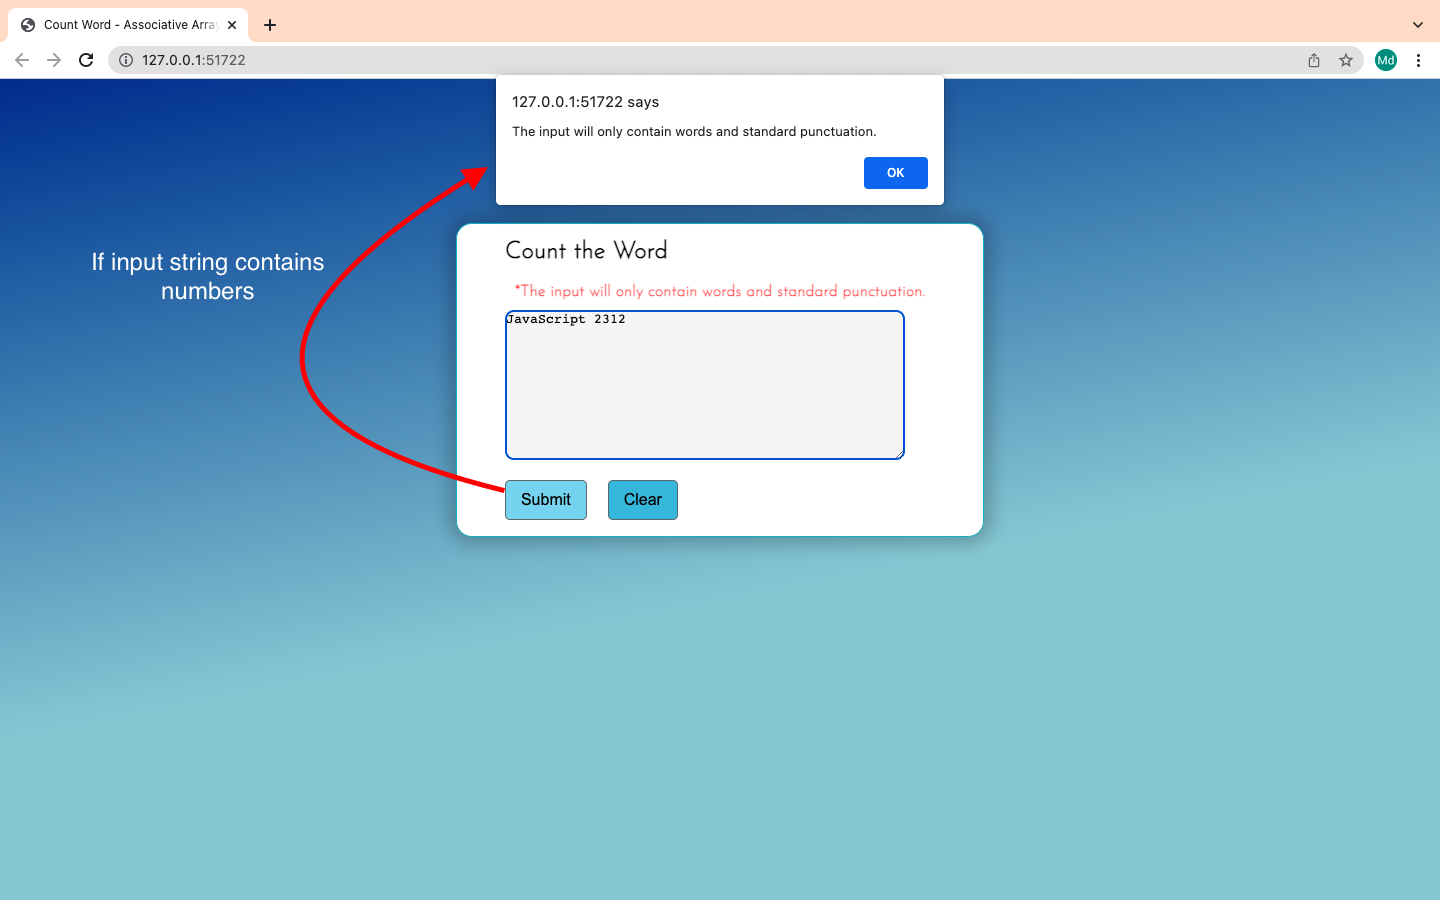 Count Word - Associative Arra
127.0.0.1:51722
Md
127.0.0.1:51722 says
The input will only contain words and standard punctuation.
OK
If input string contains
numbers
Count the Word
*The input will only contain words and standard punctuation.
JavaScript 2312
Submit
Clear